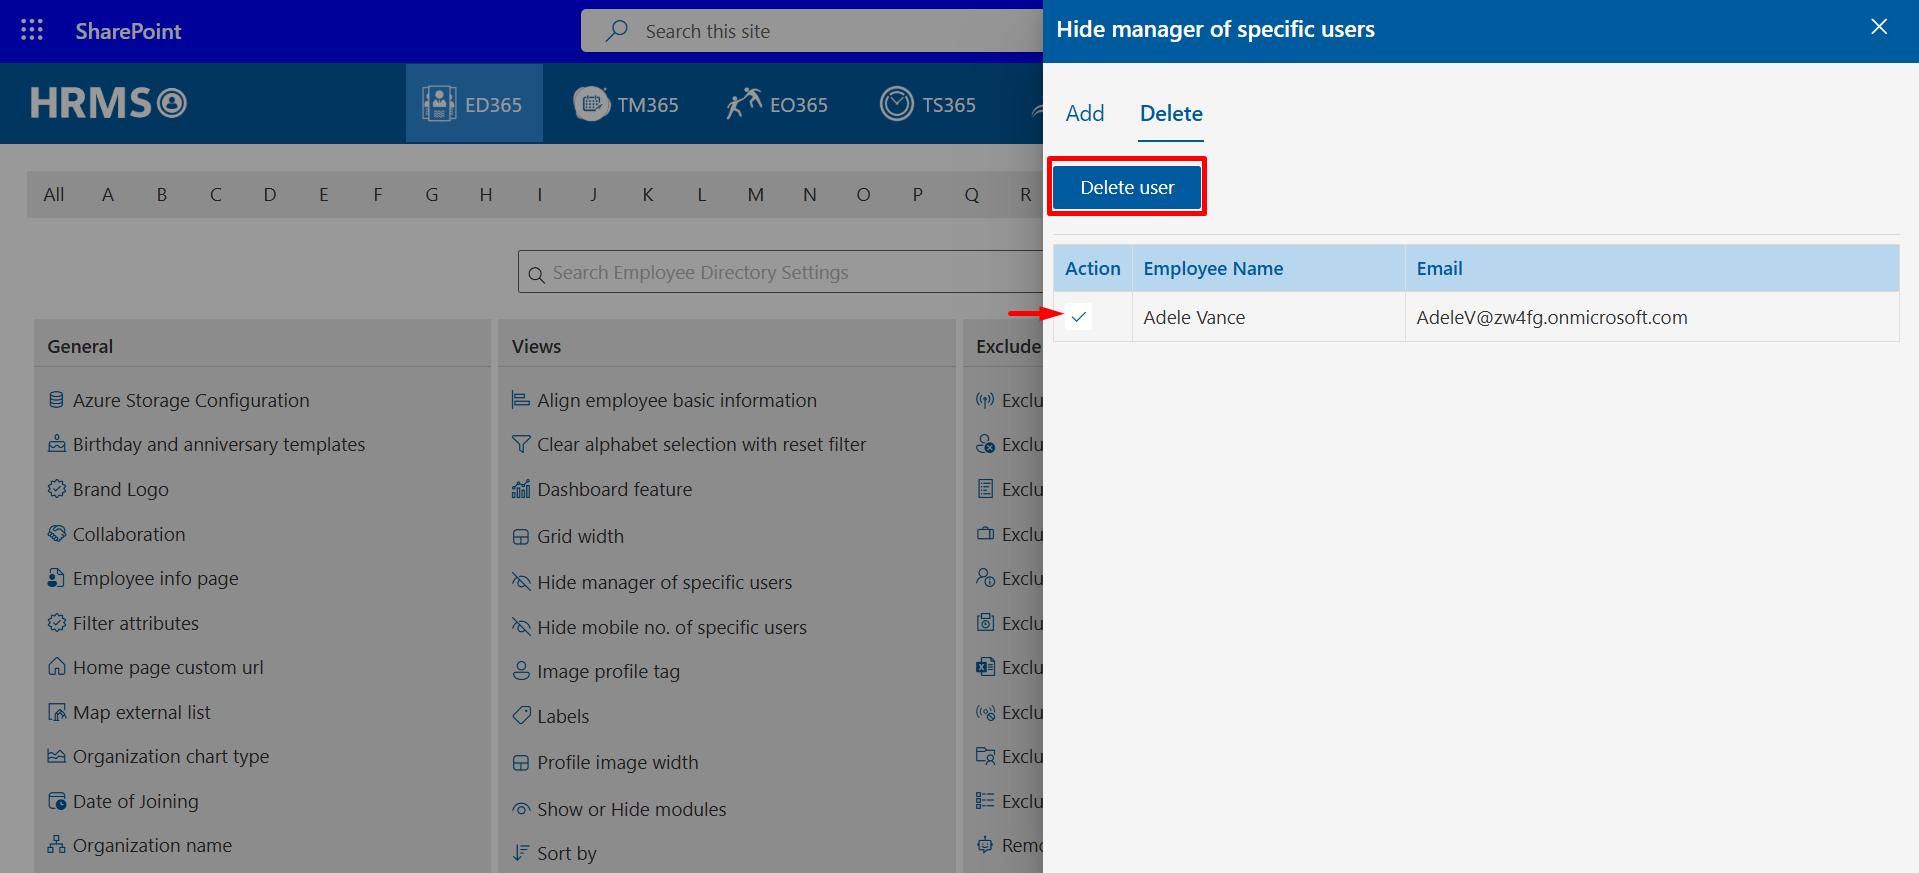 SharePoint
Search this site
Hide manager of specific users
HRMS
ED365
TM365
EO365
TS365
Add
Delete
Delete user
All A B C D E F G H I J K L M N O P Q R
Search Employee Directory Settings
Action Employee Name Email
Adele Vance AdeleV@zw4fg.onmicrosoft.com
General
Azure Storage Configuration
Birthday and anniversary templates
Brand Logo
Collaboration
Employee info page
Filter attributes
Home page custom url
Map external list
Organization chart type
Date of Joining
Organization name
Views
Align employee basic information
Clear alphabet selection with reset filter
Dashboard feature
Grid width
Hide manager of specific users
Hide mobile no. of specific users
Image profile tag
Labels
Profile image width
Show or Hide modules
Sort by
Exclude
Exclu
Exclu
Exclu
Exclu
Exclu
Exclu
Exclu
Exclu
Exclu
Exclu
Remo